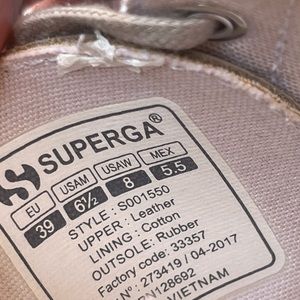 SUPERGA®
EU USAM USAW MEX
39 6½ 8 5.5
STYLE : S001550
UPPER : Leather
LINING : Cotton
OUTSOLE: Rubber
Factory code: 33357
N° : 273419 / 04-2017
128692
VIETNAM